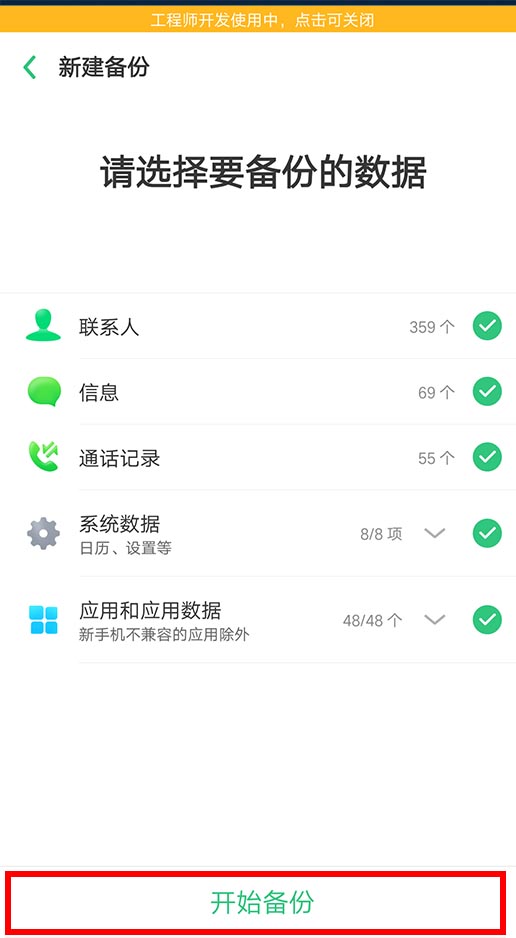 工程师开发使用中，点击可关闭
新建备份
请选择要备份的数据
联系人 359 个
信息 69 个
通话记录 55 个
系统数据 8/8 项
日历、设置等
应用和应用数据 48/48 个
新手机不兼容的应用除外
开始备份